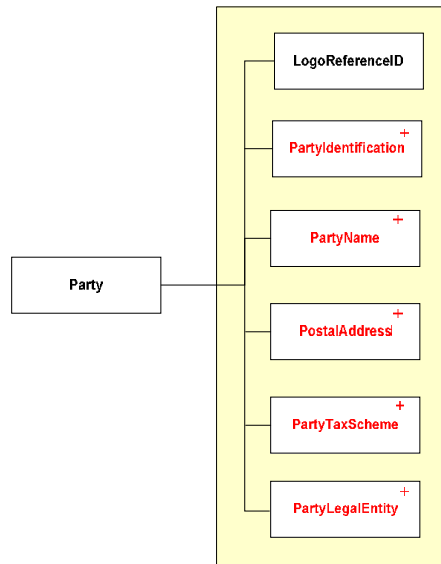 LogoReferenceID
+
PartyIdentification
+
PartyName
Party
+
PostalAddress
+
PartyTaxScheme
+
PartyLegalEntity